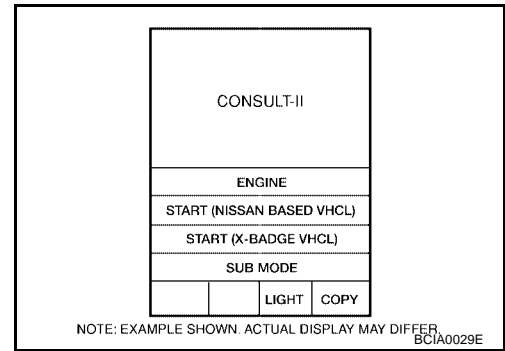 CONSULT-II
ENGINE
START (NISSAN BASED VHCL)
START (X-BADGE VHCL)
SUB MODE
LIGHT COPY
NOTE: EXAMPLE SHOWN. ACTUAL DISPLAY MAY DIFFER.
BCIA0029E